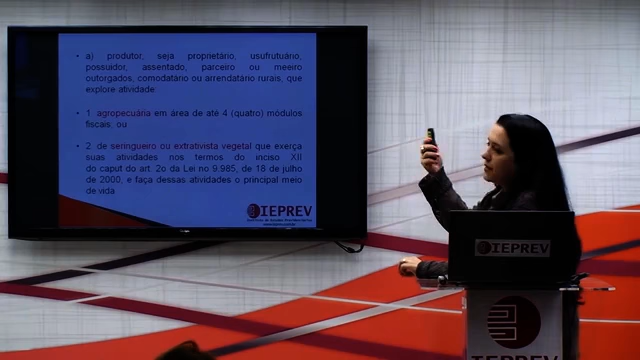 a) produtor, seja proprietário, usufrutuário,
possuidor, assentado, parceiro ou meeiro
outorgados, comodatário ou arrendatário rurais, que
explore atividade:
1. agropecuária em área de até 4 (quatro) módulos
fiscais; ou
2. de seringueiro ou extrativista vegetal que exerça
suas atividades nos termos do inciso XII
do caput do art. 2o da Lei no 9.985, de 18 de julho
de 2000, e faça dessas atividades o principal meio
de vida
IEPREV
IEPREV
IEPREV